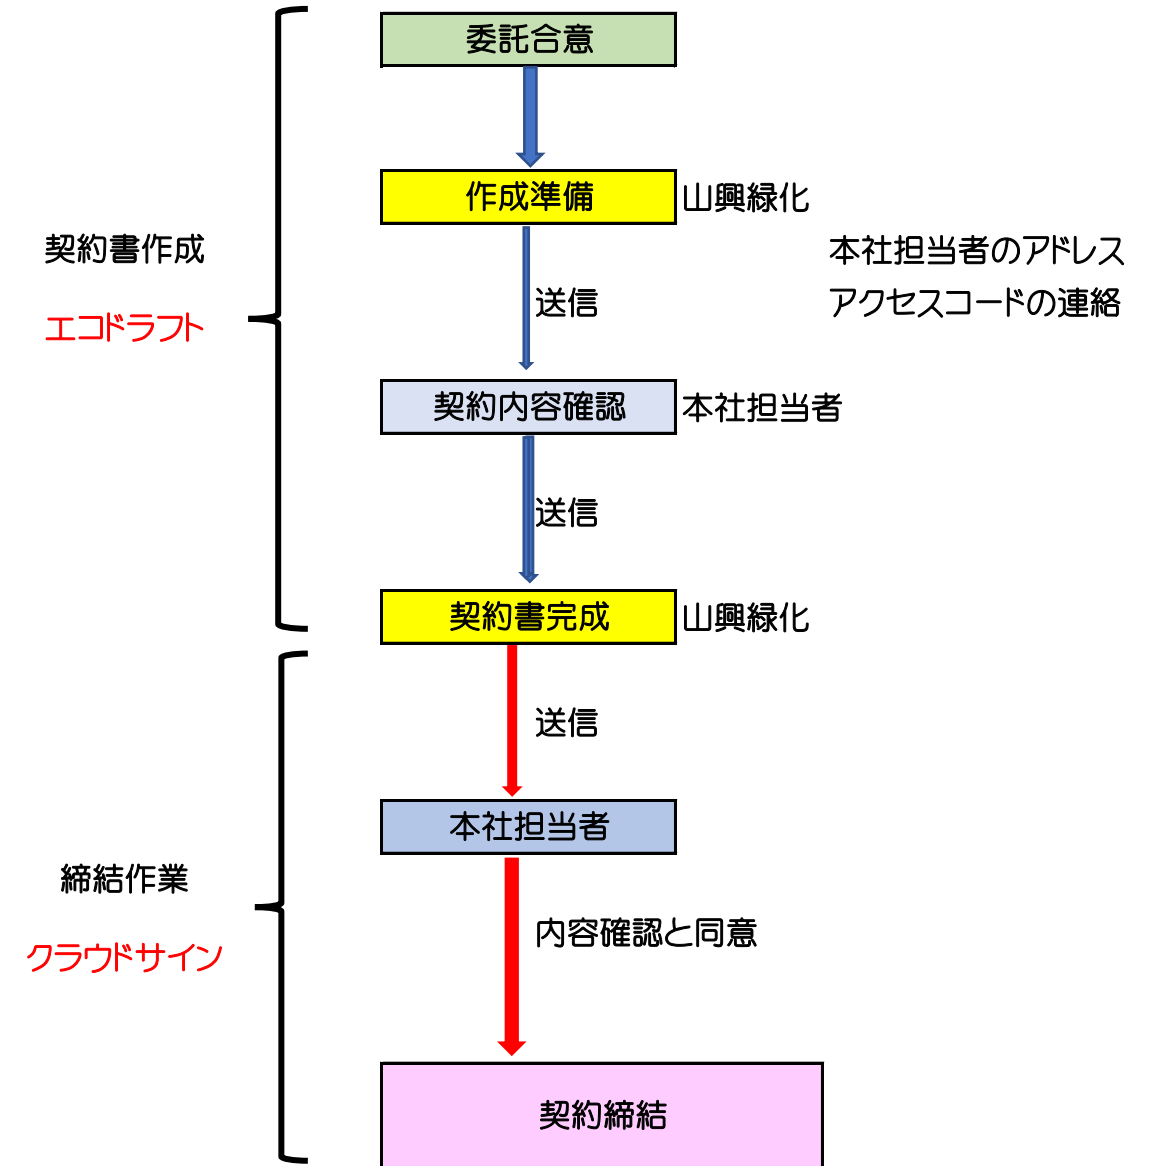 委託合意
作成準備 山興緑化
契約書作成
本社担当者のアドレス
アクセスコードの連絡
送信
エコドラフト
契約内容確認 本社担当者
送信
契約書完成 山興緑化
送信
本社担当者
締結作業
内容確認と同意
クラウドサイン
契約締結